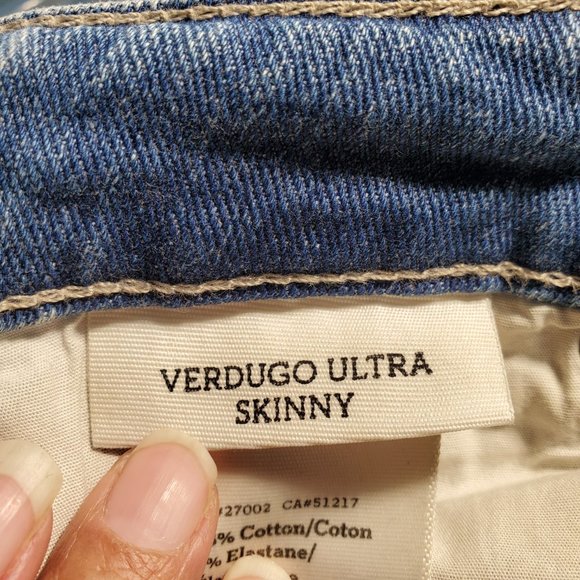 VERDUGO ULTRA
SKINNY
#27002 CA#51217
% Cotton/Coton
% Elastane/